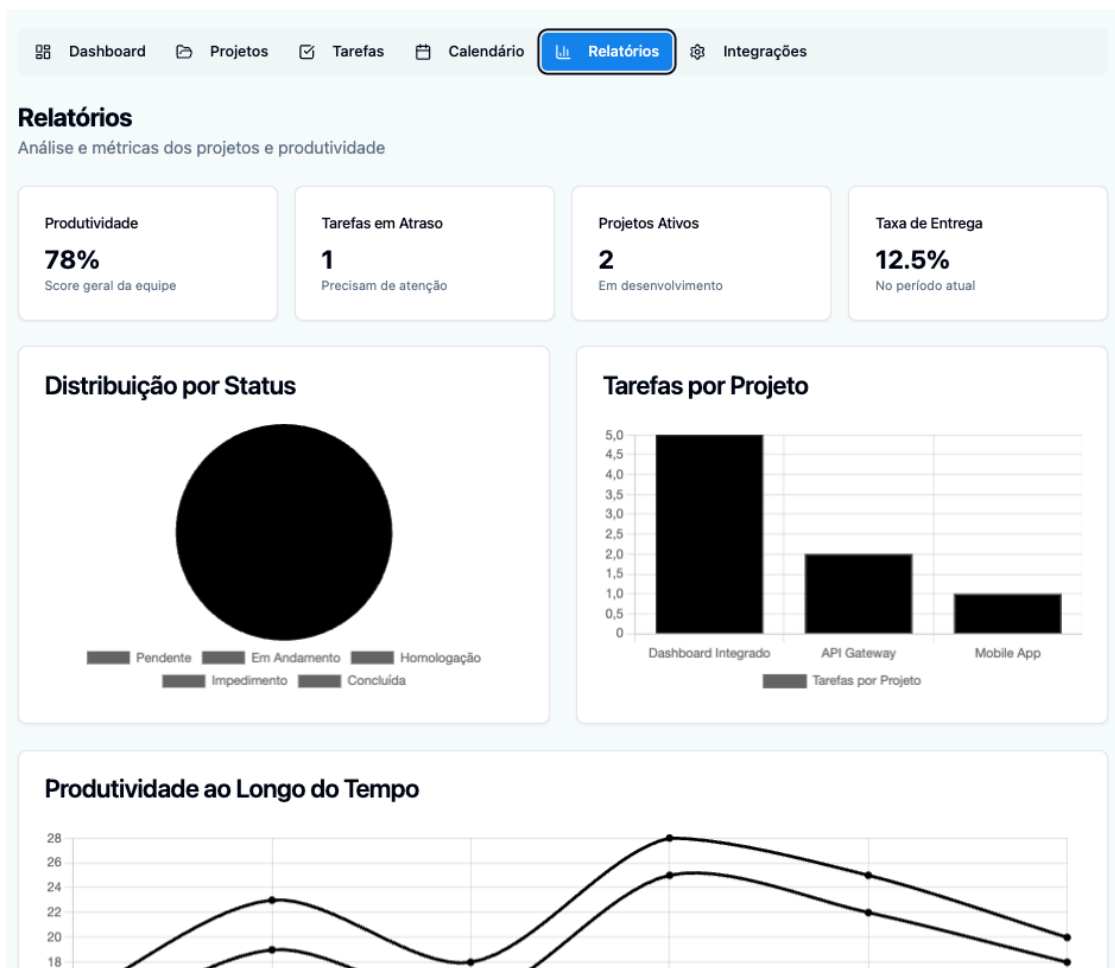 Dashboard Projetos Tarefas Calendário Relatórios Integrações
Relatórios
Análise e métricas dos projetos e produtividade
Produtividade
78%
Score geral da equipe
Tarefas em Atraso
1
Precisam de atenção
Projetos Ativos
2
Em desenvolvimento
Taxa de Entrega
12.5%
No período atual
Distribuição por Status
Pendente Em Andamento Homologação
Impedimento Concluída
Tarefas por Projeto
5,0
4,5
4,0
3,5
3,0
2,5
2,0
1,5
1,0
0,5
0
Dashboard Integrado API Gateway Mobile App
Tarefas por Projeto
Produtividade ao Longo do Tempo
28
26
24
22
20
18